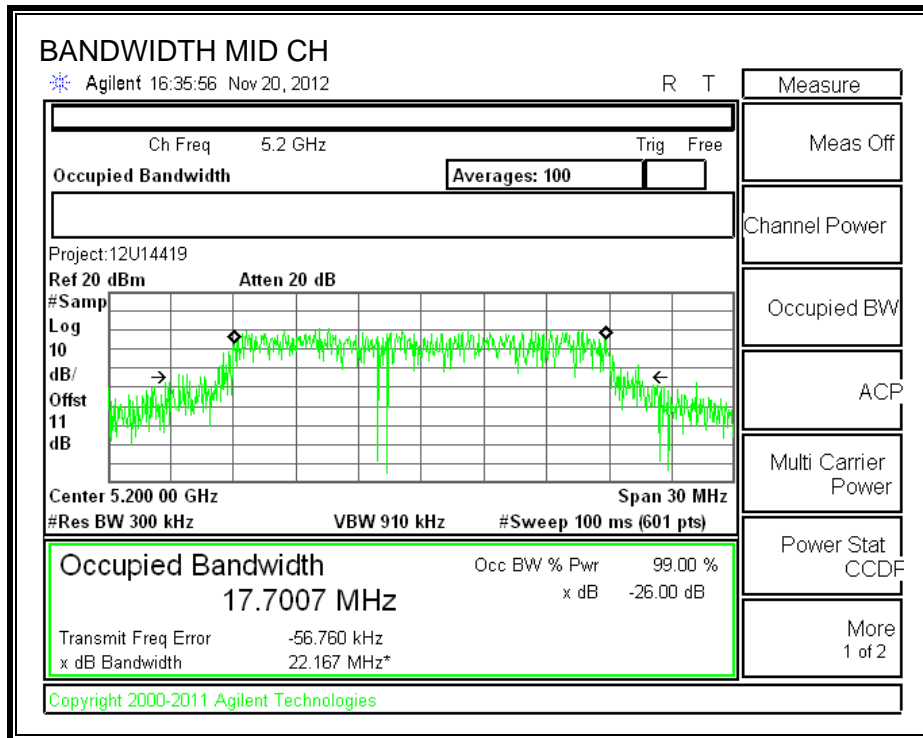 BANDWIDTH MID CH
Agilent 16:35:56 Nov 20, 2012 R T
Measure
Ch Freq 5.2 GHz Trig Free
Meas Off
Occupied Bandwidth Averages: 100
Channel Power
Project:12U14419
Ref 20 dBm Atten 20 dB
#Samp
Log
10
dB/
Offst
11
dB
Occupied BW
ACP
Multi Carrier
Power
Center 5.200 00 GHz Span 30 MHz
#Res BW 300 kHz VBW 910 kHz #Sweep 100 ms (601 pts)
Power Stat
CCDF
Occupied Bandwidth Occ BW % Pwr 99.00 %
17.7007 MHz x dB -26.00 dB
Transmit Freq Error -56.760 kHz
x dB Bandwidth 22.167 MHz*
More
1 of 2
Copyright 2000-2011 Agilent Technologies